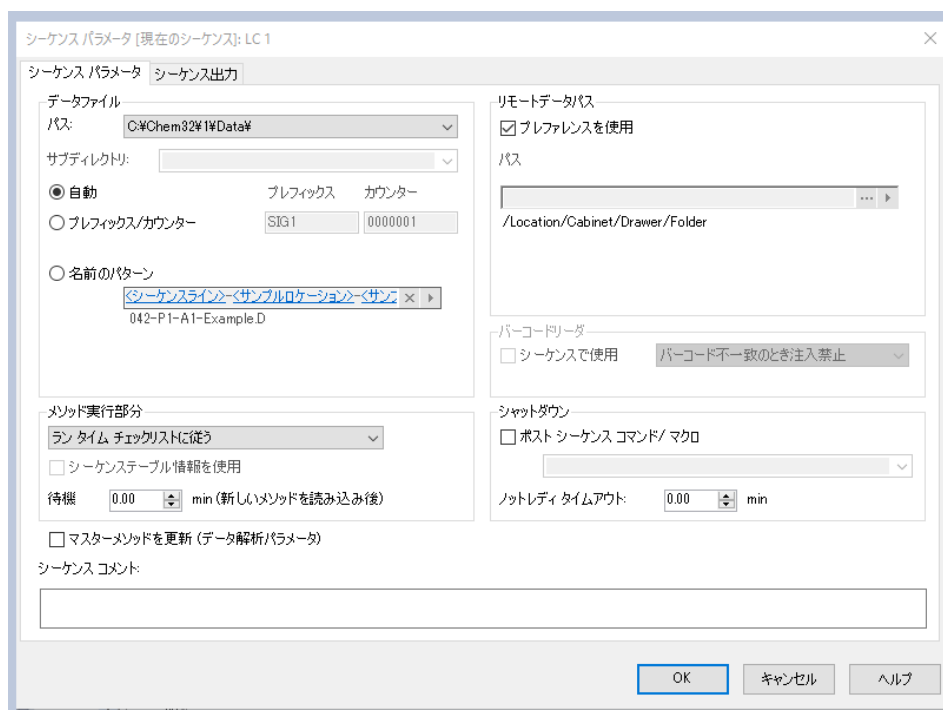 シーケンス パラメータ [現在のシーケンス]: LC 1
シーケンス パラメータ シーケンス出力
データファイル
パス: C:¥Chem32¥1¥Data¥
サブディレクトリ:
自動 プレフィックス カウンター
プレフィックス/カウンター SIG1 0000001
名前のパターン
<シーケンスライン>-<サンプルロケーション>-<サンプ
042-P1-A1-Example.D
リモートデータパス
プレファレンスを使用
パス
...
/Location/Cabinet/Drawer/Folder
バーコードリーダ
シーケンスで使用 バーコード不一致のとき注入禁止
メソッド実行部分
ラン タイム チェックリストに従う
シーケンステーブル情報を使用
待機 0.00 min (新しいメソッドを読み込み後)
シャットダウン
ポスト シーケンス コマンド/ マクロ
ノットレディ タイムアウト: 0.00 min
マスターメソッドを更新 (データ解析パラメータ)
シーケンス コメント:
OK キャンセル ヘルプ